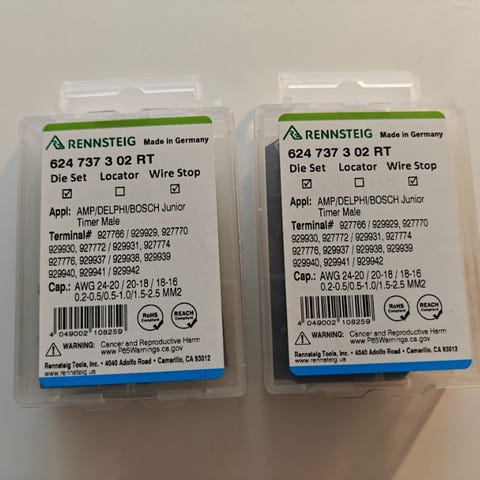 RENNSTEIG Made in Germany
624 737 3 02 RT
Die Set Locator Wire Stop
Appl: AMP/DELPHI/BOSCH Junior
Timer Male
Terminal# 927766 / 929929, 927770
929930, 927772 / 929931, 927774
927776, 929937 / 929938, 929939
929940, 929941 / 929942
Cap.: AWG 24-20 / 20-18 / 18-16
0.2-0.5/0.5-1.0/1.5-2.5 MM2
4 049002 108259
RoHS Compliant
REACH Compliant
WARNING: Cancer and Reproductive Harm
www.P65Warnings.ca.gov
Rennsteig Tools, Inc. • 4040 Adolfo Road • Camarillo, CA 93012
www.rennsteig.us
RENNSTEIG Made in Germany
624 737 3 02 RT
Die Set Locator Wire Stop
Appl: AMP/DELPHI/BOSCH Junior
Timer Male
Terminal# 927766 / 929929, 927770
929930, 927772 / 929931, 927774
927776, 929937 / 929938, 929939
929940, 929941 / 929942
Cap.: AWG 24-20 / 20-18 / 18-16
0.2-0.5/0.5-1.0/1.5-2.5 MM2
4 049002 108259
RoHS Compliant
REACH Compliant
WARNING: Cancer and Reproductive Harm
www.P65Warnings.ca.gov
Rennsteig Tools, Inc. • 4040 Adolfo Road • Camarillo, CA 93012
www.rennsteig.us